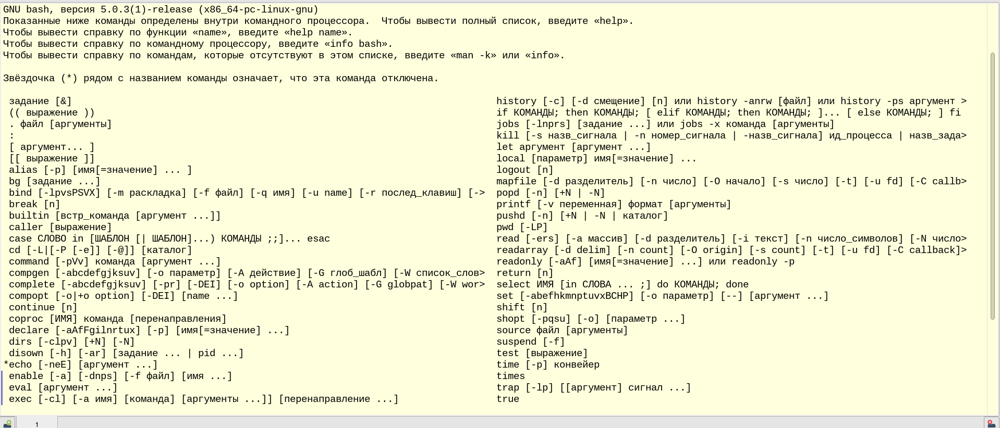 GNU bash, версия 5.0.3(1)-release (x86_64-pc-linux-gnu)
Показанные ниже команды определены внутри командного процессора.  Чтобы вывести полный список, введите «help».
Чтобы вывести справку по функции «name», введите «help name».
Чтобы вывести справку по командному процессору, введите «info bash».
Чтобы вывести справку по командам, которые отсутствуют в этом списке, введите «man -k» или «info».

Звёздочка (*) рядом с названием команды означает, что эта команда отключена.

 задание [&]                                                                          history [-c] [-d смещение] [n] или history -anrw [файл] или history -ps аргумент >
 (( выражение ))                                                                      if КОМАНДЫ; then КОМАНДЫ; [ elif КОМАНДЫ; then КОМАНДЫ; ]... [ else КОМАНДЫ; ] fi
 . файл [аргументы]                                                                   jobs [-lnprs] [задание ...] или jobs -x команда [аргументы]
 :                                                                                    kill [-s назв_сигнала | -n номер_сигнала | -назв_сигнала] ид_процесса | назв_зада>
 [ аргумент... ]                                                                      let аргумент [аргумент ...]
 [[ выражение ]]                                                                      local [параметр] имя[=значение] ...
 alias [-p] [имя[=значение] ... ]                                                     logout [n]
 bg [задание ...]                                                                     mapfile [-d разделитель] [-n число] [-O начало] [-s число] [-t] [-u fd] [-C callb>
 bind [-lpvsPSVX] [-m раскладка] [-f файл] [-q имя] [-u name] [-r послед_клавиш] [->  popd [-n] [+N | -N]
 break [n]                                                                            printf [-v переменная] формат [аргументы]
 builtin [встр_команда [аргумент ...]]                                                pushd [-n] [+N | -N | каталог]
 caller [выражение]                                                                   pwd [-LP]
 case СЛОВО in [ШАБЛОН [| ШАБЛОН]...) КОМАНДЫ ;;]... esac                             read [-ers] [-a массив] [-d разделитель] [-i текст] [-n число_символов] [-N число>
 cd [-L|[-P [-e]] [-@]] [каталог]                                                     readarray [-d delim] [-n count] [-O origin] [-s count] [-t] [-u fd] [-C callback]>
 command [-pVv] команда [аргумент ...]                                                readonly [-aAf] [имя[=значение] ...] или readonly -p
 compgen [-abcdefgjksuv] [-o параметр] [-A действие] [-G глоб_шабл] [-W список_слов>  return [n]
 complete [-abcdefgjksuv] [-pr] [-DEI] [-o option] [-A action] [-G globpat] [-W wor>  select ИМЯ [in СЛОВА ... ;] do КОМАНДЫ; done
 compopt [-o|+o option] [-DEI] [name ...]                                             set [-abefhkmnptuvxBCHP] [-o параметр] [--] [аргумент ...]
 continue [n]                                                                         shift [n]
 coproc [ИМЯ] команда [перенаправления]                                               shopt [-pqsu] [-o] [параметр ...]
 declare [-aAfFgilnrtux] [-p] [имя[=значение] ...]                                    source файл [аргументы]
 dirs [-clpv] [+N] [-N]                                                               suspend [-f]
 disown [-h] [-ar] [задание ... | pid ...]                                            test [выражение]
*echo [-neE] [аргумент ...]                                                           time [-p] конвейер
 enable [-a] [-dnps] [-f файл] [имя ...]                                              times
 eval [аргумент ...]                                                                  trap [-lp] [[аргумент] сигнал ...]
 exec [-cl] [-a имя] [команда] [аргументы ...]] [перенаправление ...]                 true
1